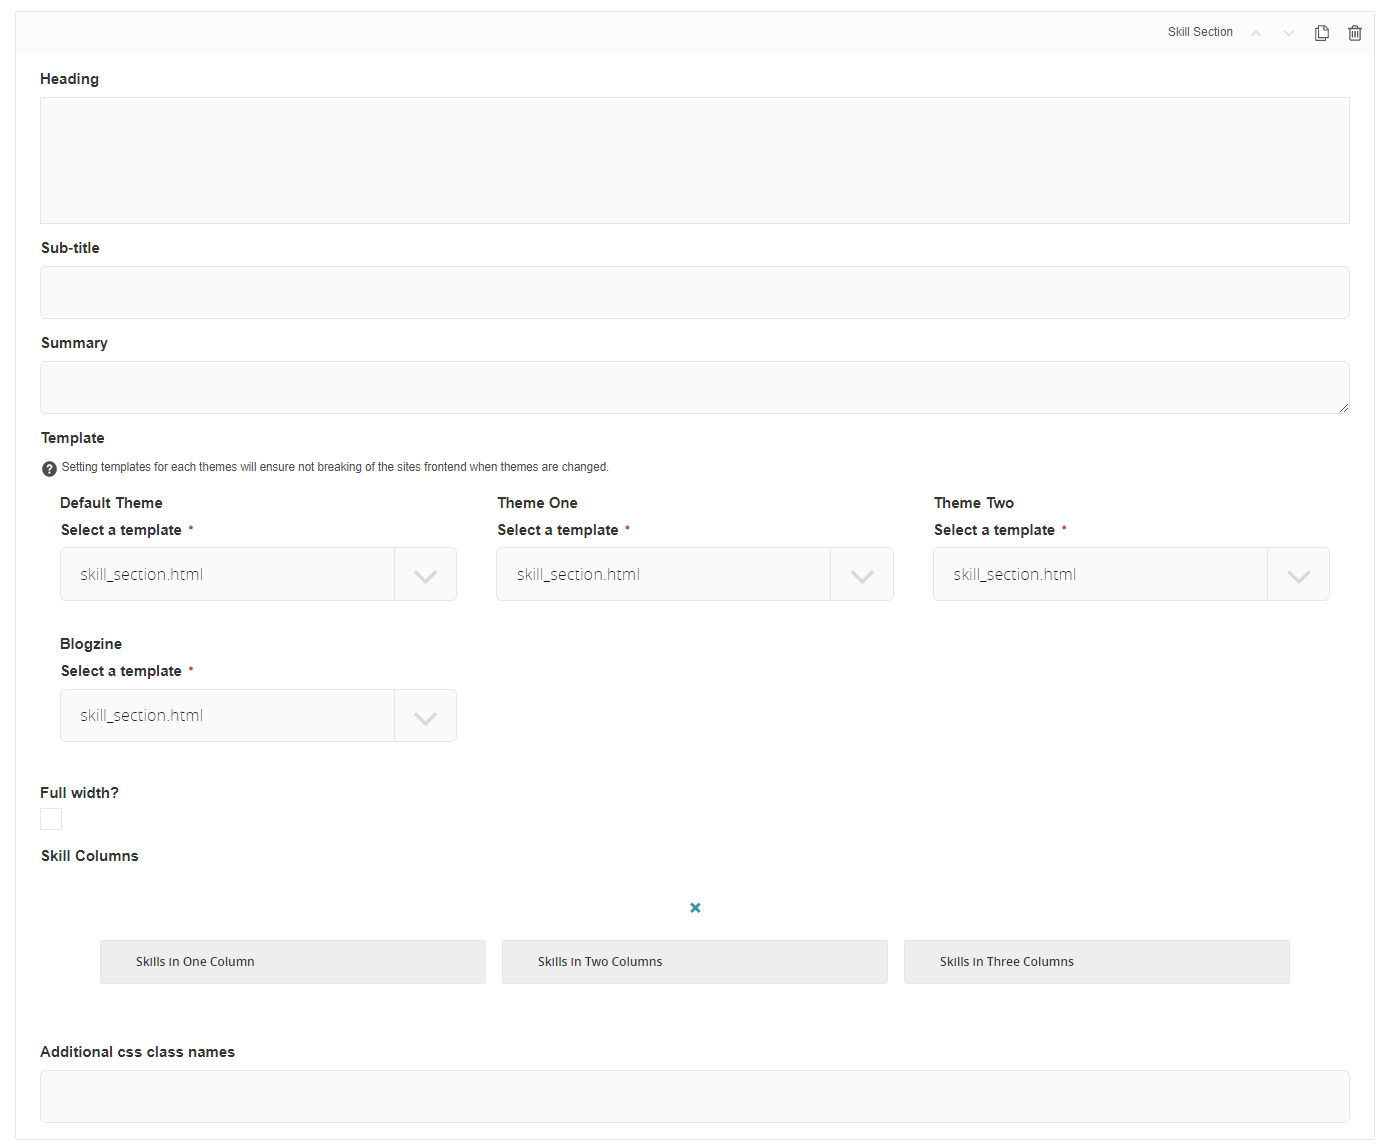 Skill Section
Heading
Sub-title
Summary
Template
Setting templates for each themes will ensure not breaking of the sites frontend when themes are changed.
Default Theme
Select a template *
skill_section.html
Theme One
Select a template *
skill_section.html
Theme Two
Select a template *
skill_section.html
Blogzine
Select a template *
skill_section.html
Full width?
Skill Columns
Skills in One Column
Skills in Two Columns
Skills in Three Columns
Additional css class names